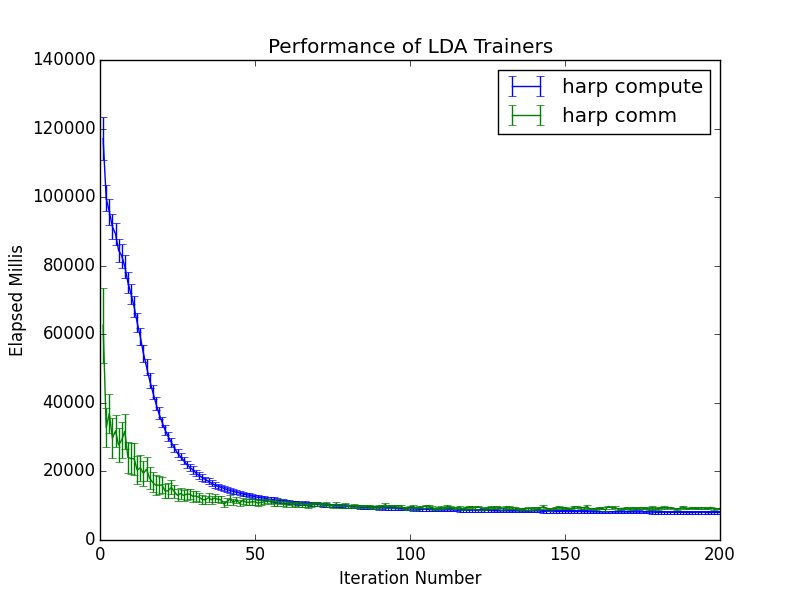 Performance of LDA Trainers
harp compute
harp comm
140000
120000
100000
80000
60000
40000
20000
0
Elapsed Millis
0 50 100 150 200
Iteration Number